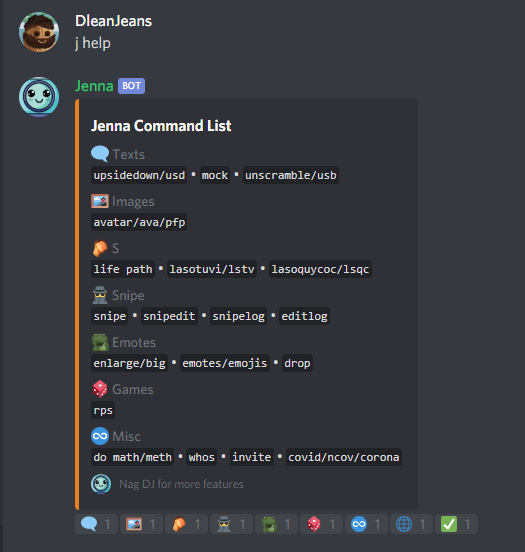 DleanJeans
j help
Jenna BOT
Jenna Command List
Texts
upsidedown/usd • mock • unscramble/usb
Images
avatar/ava/pfp
S
life path • lasotuvi/lstv • lasoquycoc/lsqc
Snipe
snipe • snipedit • snipelog • editlog
Emotes
enlarge/big • emotes/emojis • drop
Games
rps
Misc
do math/meth • whos • invite • covid/ncov/corona
Nag DJ for more features
1 1 1 1 1 1 1 1 1